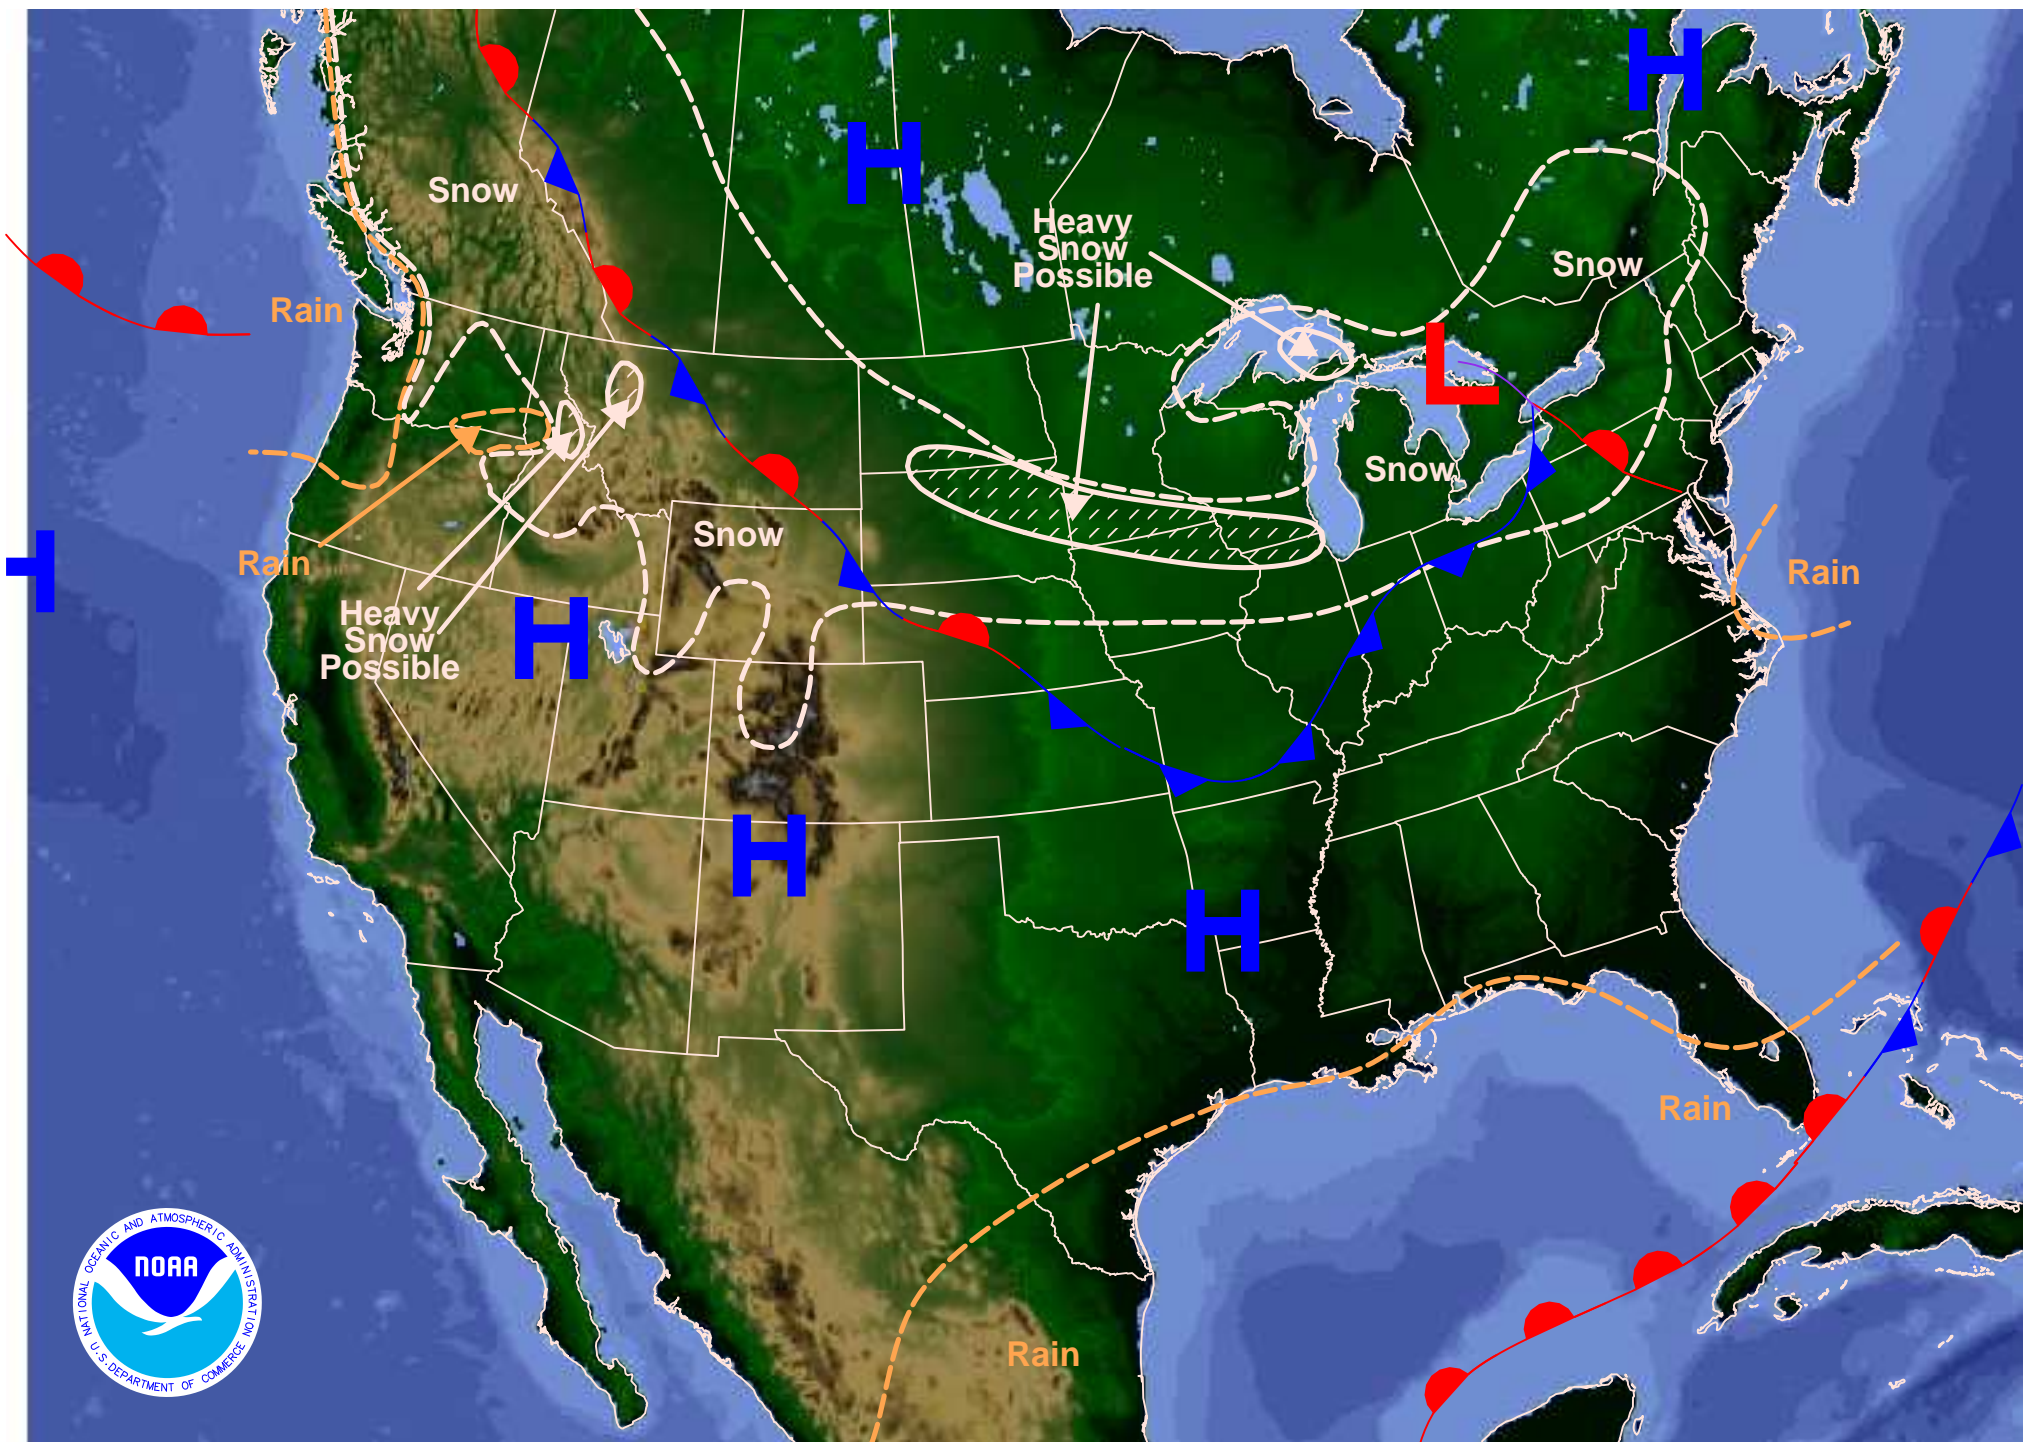 H
H
Snow
Heavy
Snow
Possible
Snow
Rain
L
Snow
Snow
H
Rain
Rain
Heavy
Snow
Possible
H
H
H
Rain
Rain
NATIONAL OCEANIC AND ATMOSPHERIC ADMINISTRATION
NOAA
U.S. DEPARTMENT OF COMMERCE